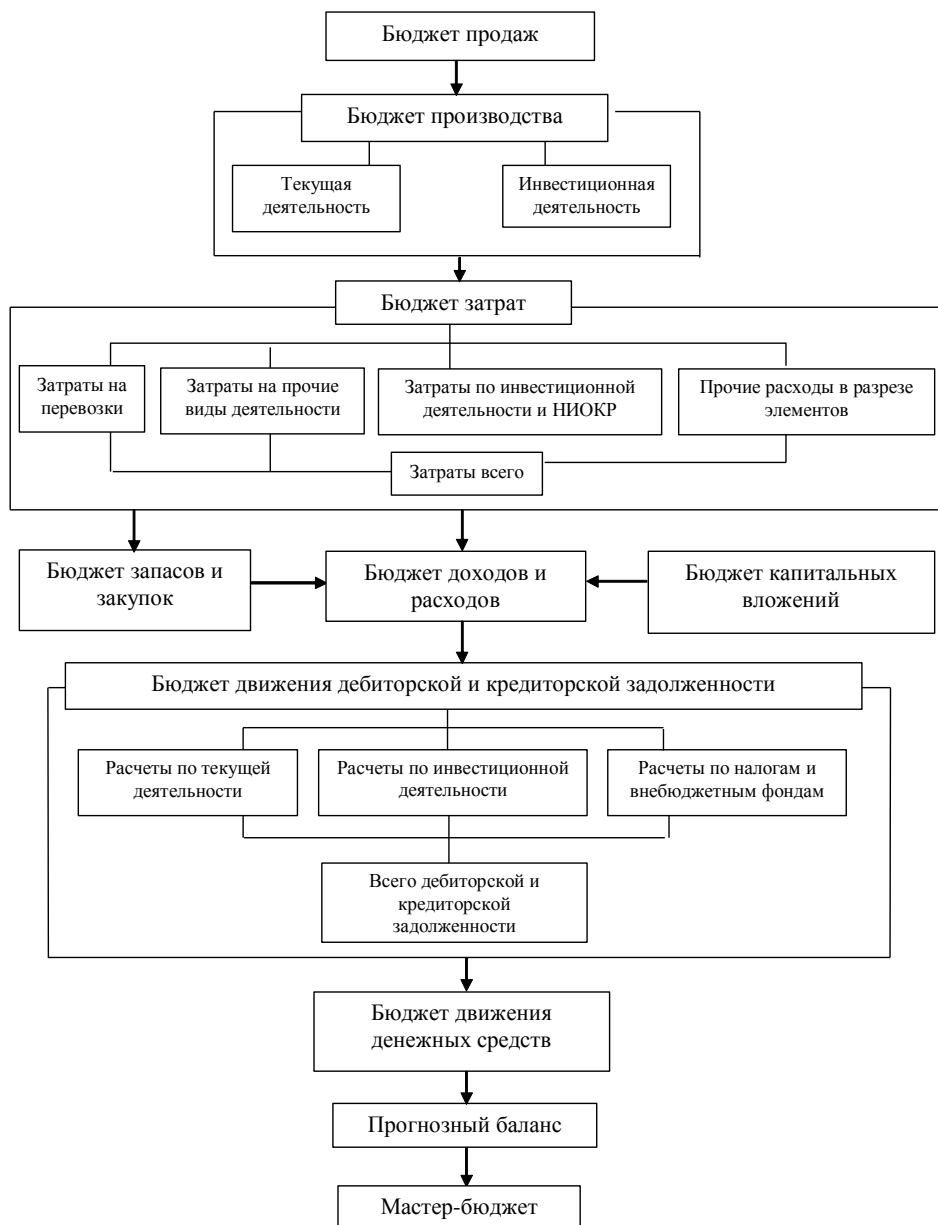 Бюджет продаж
Бюджет производства
Текущая
деятельность
Инвестиционная
деятельность
Бюджет затрат
Затраты на
перевозки
Затраты на прочие
виды деятельности
Затраты по инвестиционной
деятельности и НИОКР
Прочие расходы в разрезе
элементов
Затраты всего
Бюджет запасов и
закупок
Бюджет доходов и
расходов
Бюджет капитальных
вложений
Бюджет движения дебиторской и кредиторской задолженности
Расчеты по текущей
деятельности
Расчеты по инвестиционной
деятельности
Расчеты по налогам и
внебюджетным фондам
Всего дебиторской и
кредиторской
задолженности
Бюджет движения
денежных средств
Прогнозный баланс
Мастер-бюджет